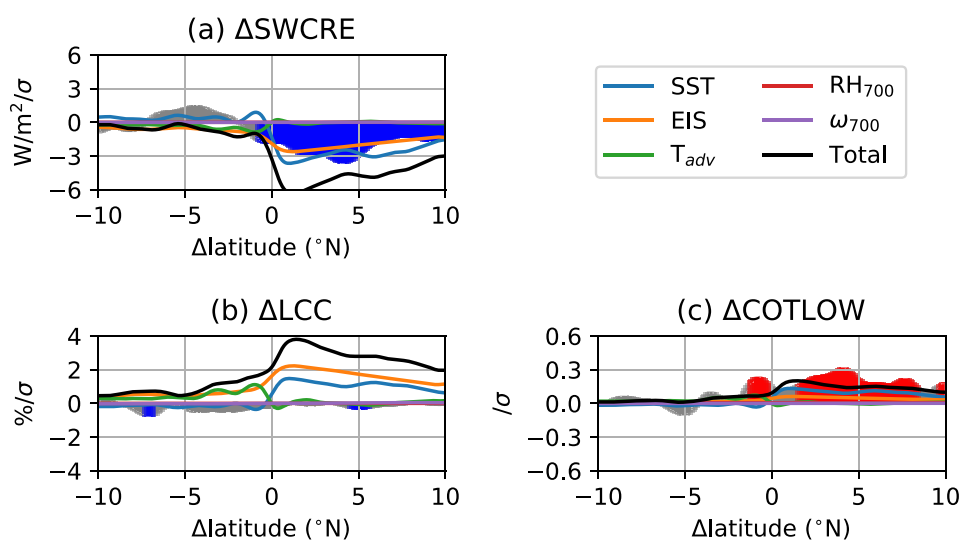 (a) ΔSWCRE
6
3
0
−3
−6
W/m²/σ
−10 −5 0 5 10
Δlatitude (°N)
SST
EIS
T_adv
RH_700
ω_700
Total
(b) ΔLCC
4
2
0
−2
−4
%/σ
−10 −5 0 5 10
Δlatitude (°N)
(c) ΔCOTLOW
0.6
0.3
0.0
−0.3
−0.6
/σ
−10 −5 0 5 10
Δlatitude (°N)